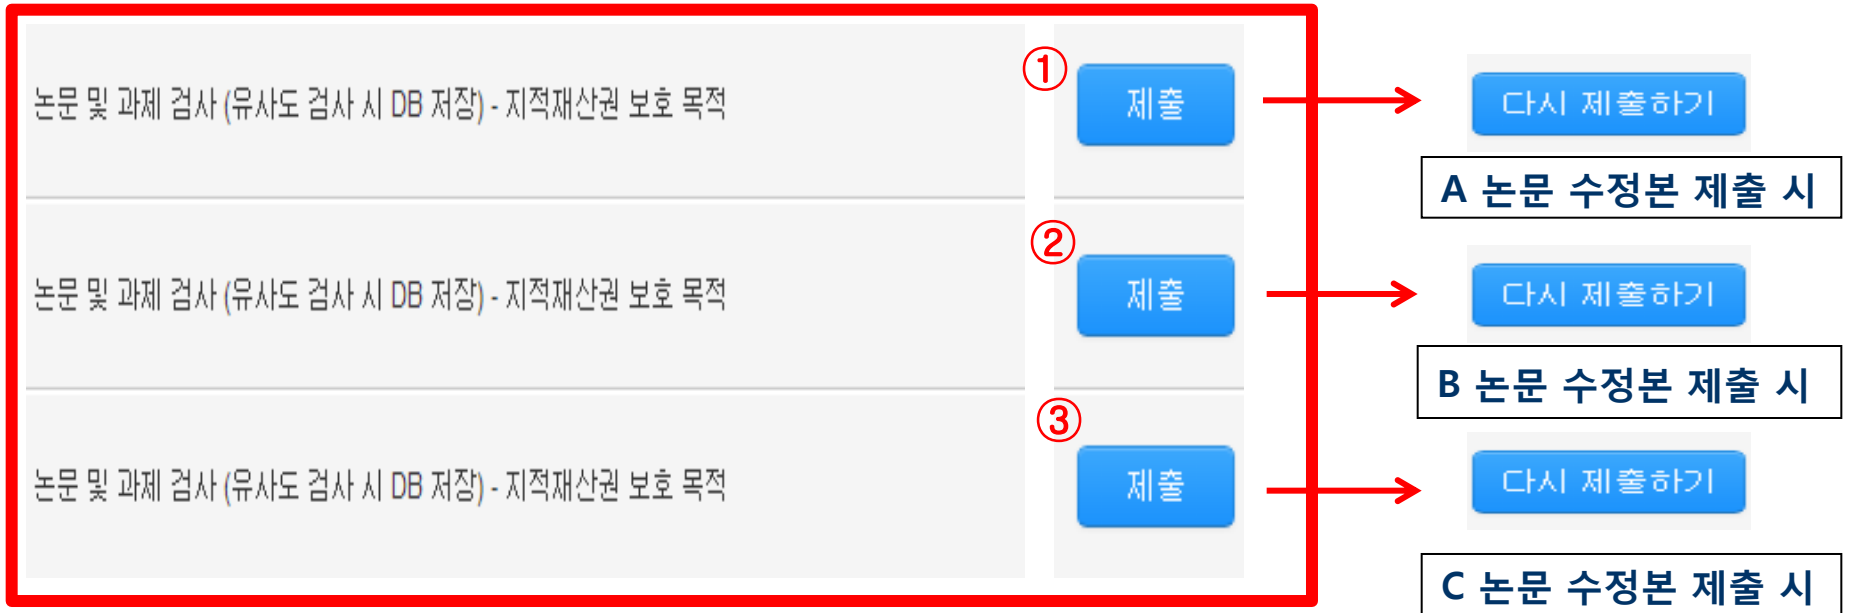 논문 및 과제 검사 (유사도 검사 시 DB 저장) - 지적재산권 보호 목적
①
제출
다시 제출하기
A 논문 수정본 제출 시
논문 및 과제 검사 (유사도 검사 시 DB 저장) - 지적재산권 보호 목적
②
제출
다시 제출하기
B 논문 수정본 제출 시
논문 및 과제 검사 (유사도 검사 시 DB 저장) - 지적재산권 보호 목적
③
제출
다시 제출하기
C 논문 수정본 제출 시